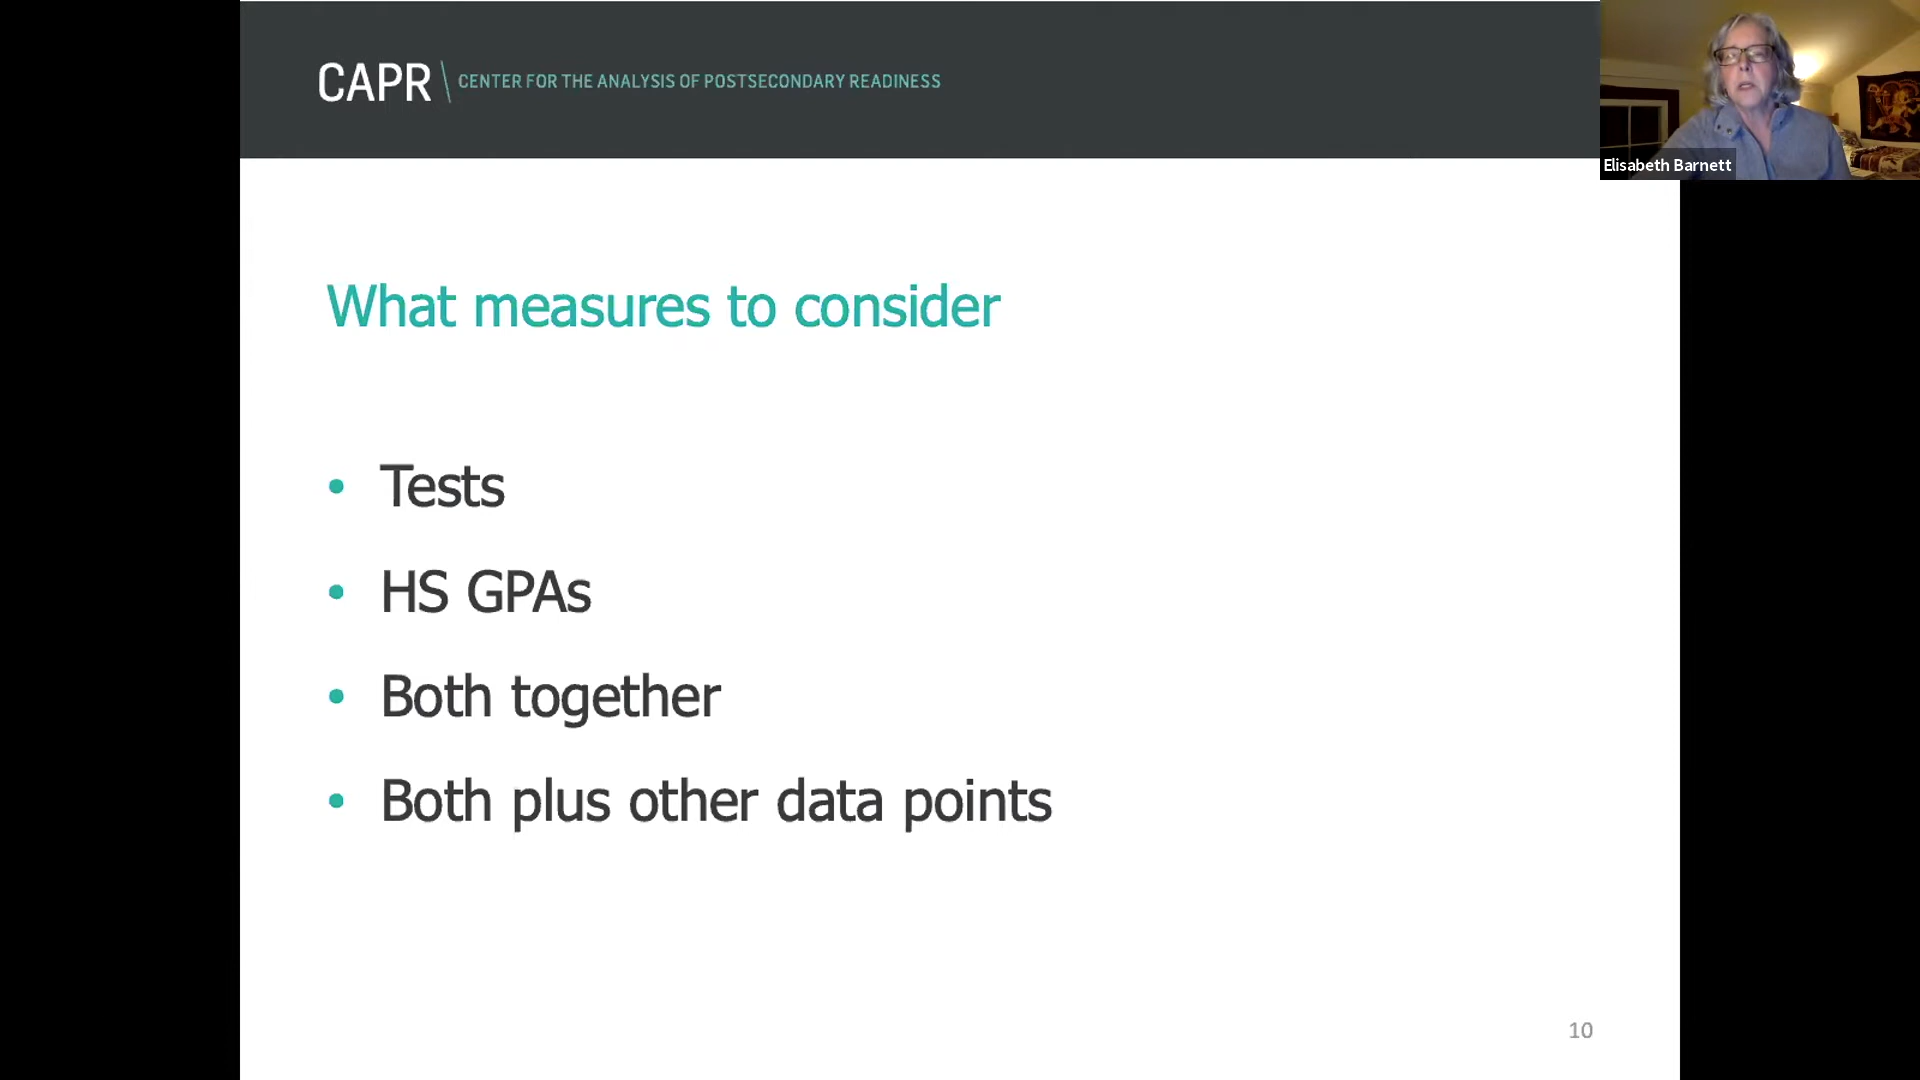 CAPR
CENTER FOR THE ANALYSIS OF POSTSECONDARY READINESS
Elisabeth Barnett
What measures to consider
• Tests
• HS GPAs
• Both together
• Both plus other data points
10